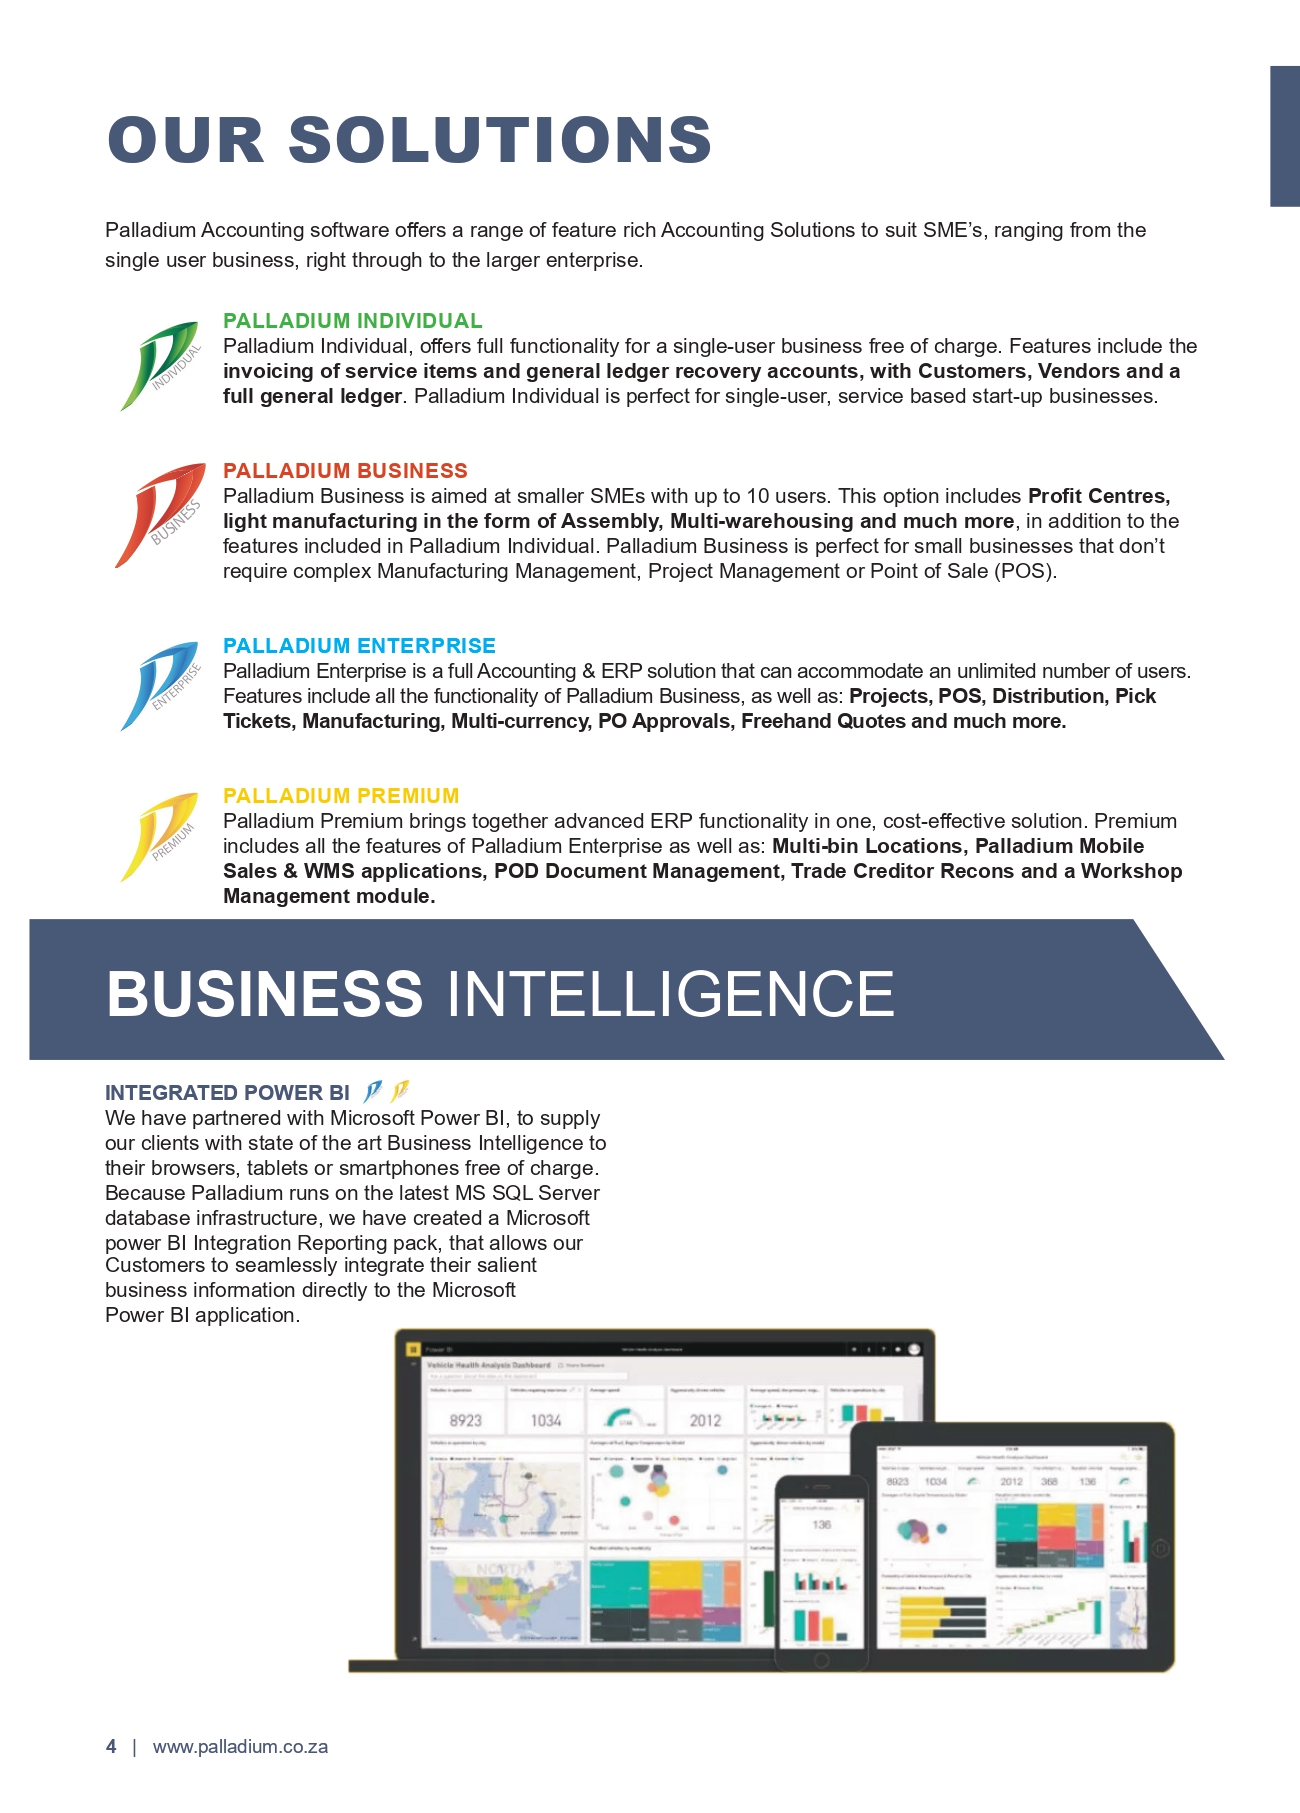 OUR SOLUTIONS
Palladium Accounting software offers a range of feature rich Accounting Solutions to suit SME’s, ranging from the
single user business, right through to the larger enterprise.
INDIVIDUAL
PALLADIUM INDIVIDUAL
Palladium Individual, offers full functionality for a single-user business free of charge. Features include the
invoicing of service items and general ledger recovery accounts, with Customers, Vendors and a
full general ledger. Palladium Individual is perfect for single-user, service based start-up businesses.
BUSINESS
PALLADIUM BUSINESS
Palladium Business is aimed at smaller SMEs with up to 10 users. This option includes Profit Centres,
light manufacturing in the form of Assembly, Multi-warehousing and much more, in addition to the
features included in Palladium Individual. Palladium Business is perfect for small businesses that don’t
require complex Manufacturing Management, Project Management or Point of Sale (POS).
ENTERPRISE
PALLADIUM ENTERPRISE
Palladium Enterprise is a full Accounting & ERP solution that can accommodate an unlimited number of users.
Features include all the functionality of Palladium Business, as well as: Projects, POS, Distribution, Pick
Tickets, Manufacturing, Multi-currency, PO Approvals, Freehand Quotes and much more.
PREMIUM
PALLADIUM PREMIUM
Palladium Premium brings together advanced ERP functionality in one, cost-effective solution. Premium
includes all the features of Palladium Enterprise as well as: Multi-bin Locations, Palladium Mobile
Sales & WMS applications, POD Document Management, Trade Creditor Recons and a Workshop
Management module.
BUSINESS INTELLIGENCE
INTEGRATED POWER BI
We have partnered with Microsoft Power BI, to supply
our clients with state of the art Business Intelligence to
their browsers, tablets or smartphones free of charge.
Because Palladium runs on the latest MS SQL Server
database infrastructure, we have created a Microsoft
power BI Integration Reporting pack, that allows our
Customers to seamlessly integrate their salient
business information directly to the Microsoft
Power BI application.
Power BI
Vehicle Health Analysis Dashboard
8923 1034 2012
NORTH
8923 1034 2012 368 136
136
4 | www.palladium.co.za